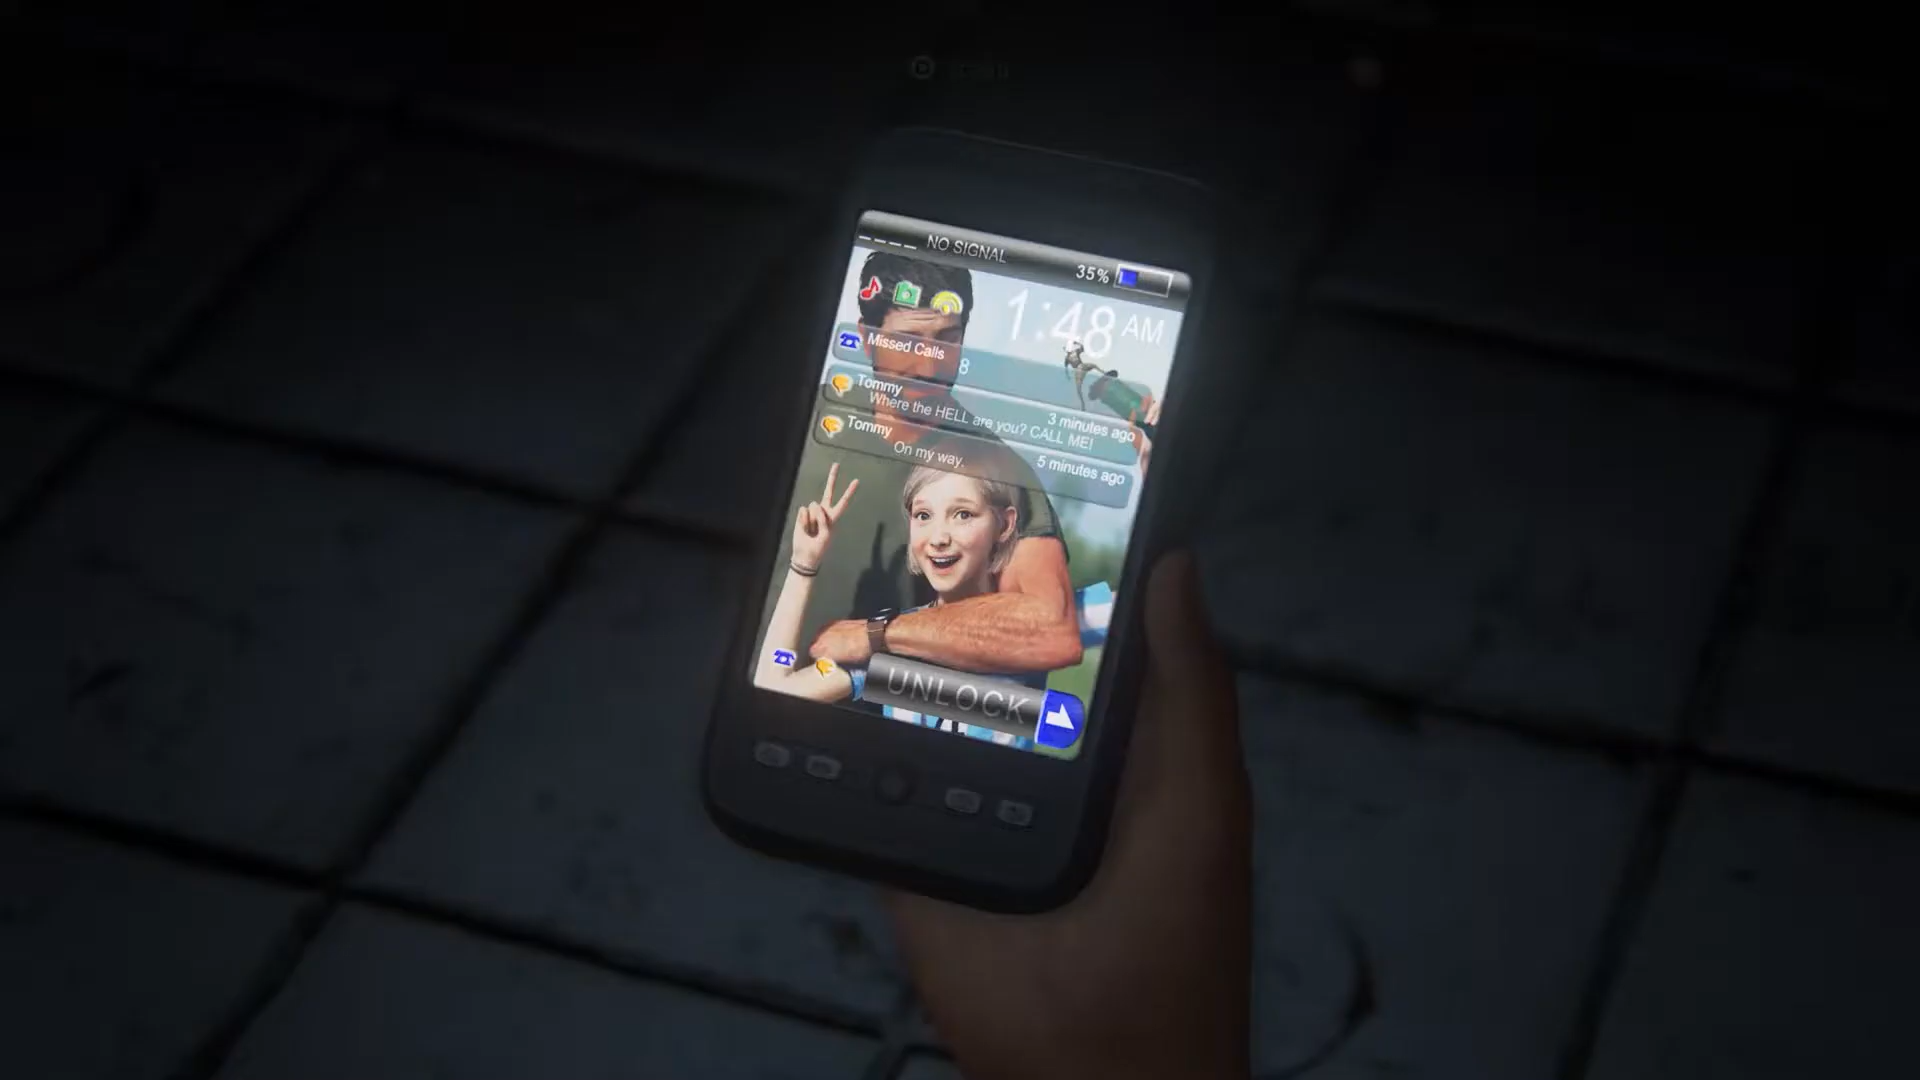 NO SIGNAL 35%
1:48 AM
Missed Calls
8
Tommy
3 minutes ago
Where the HELL are you? CALL ME!
Tommy
5 minutes ago
On my way.
UNLOCK